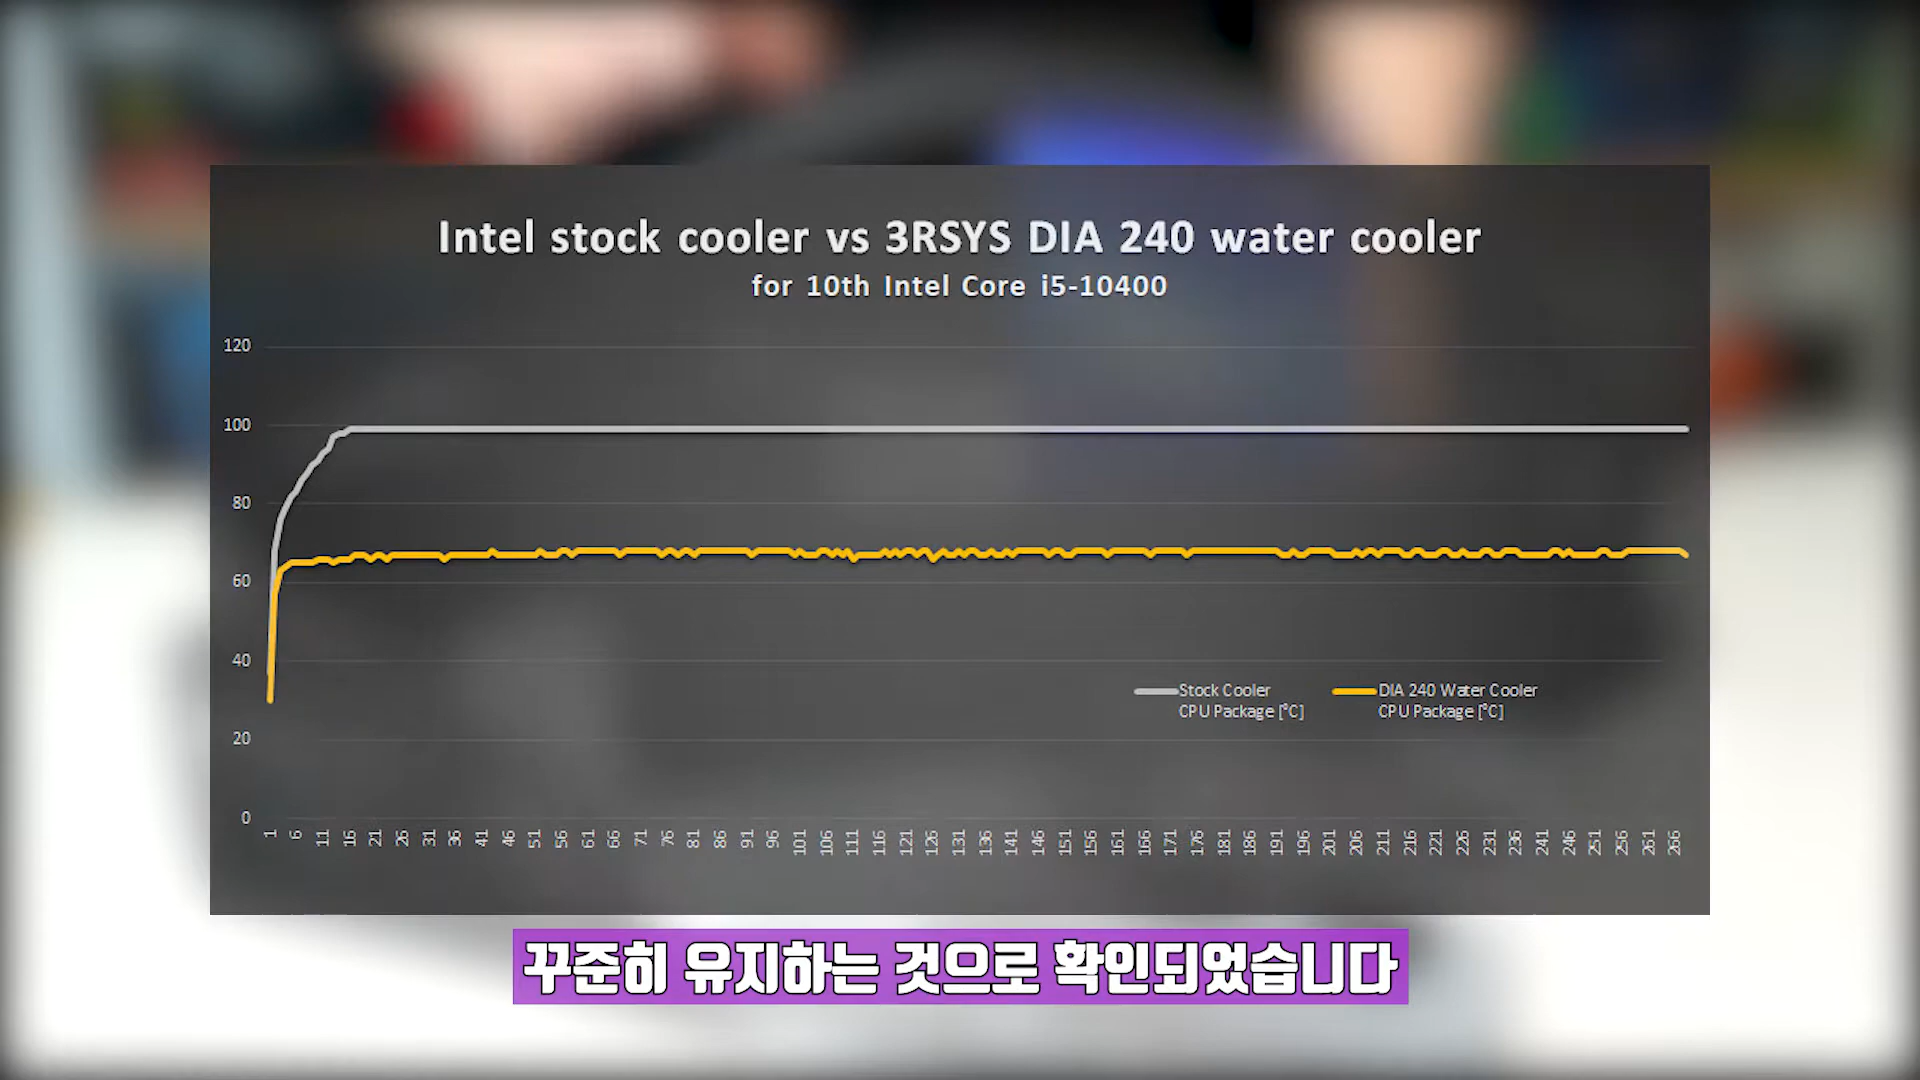 Intel stock cooler vs 3RSYS DIA 240 water cooler
for 10th Intel Core i5-10400
120
100
80
60
40
20
0
1 6 11 16 21 26 31 36 41 46 51 56 61 66 71 76 81 86 91 96 101 106 111 116 121 126 131 136 141 146 151 156 161 166 171 176 181 186 191 196 201 206 211 216 221 226 231 236 241 246 251 256 261 266
Stock Cooler
CPU Package [°C]
DIA 240 Water Cooler
CPU Package [°C]
꾸준히 유지하는 것으로 확인되었습니다